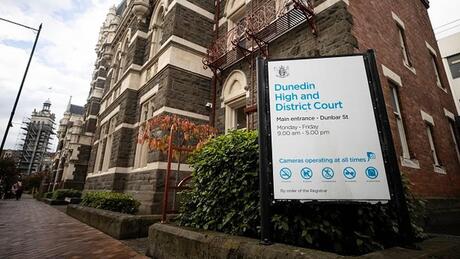 Dunedin
High and
District Court
Main entrance - Dunbar St
Monday - Friday
9.00 am - 5.00 pm
Cameras operating at all times
By order of the Registrar